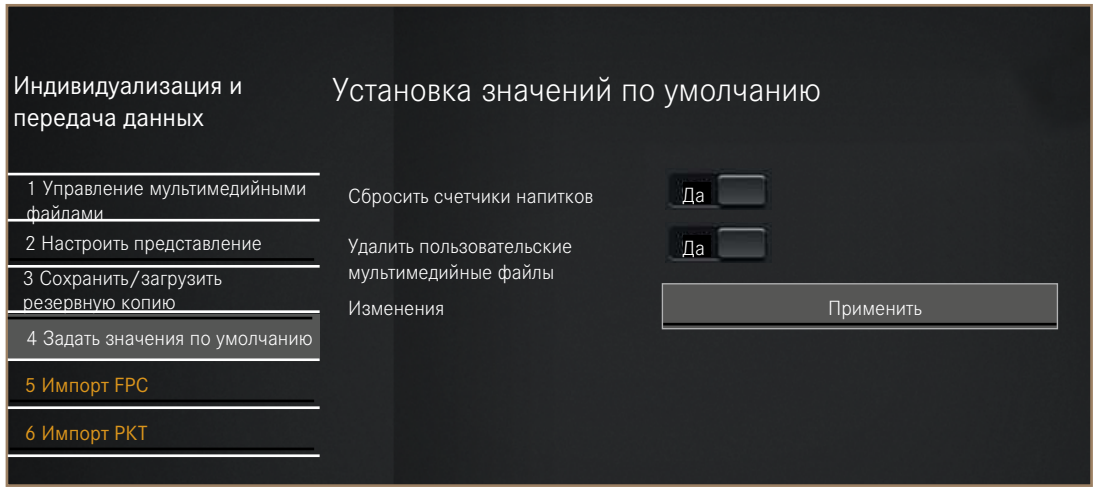 Индивидуализация и
передача данных
1 Управление мультимедийными
файлами
2 Настроить представление
3 Сохранить/загрузить
резервную копию
4 Задать значения по умолчанию
5 Импорт FPC
6 Импорт PKT
Установка значений по умолчанию
Сбросить счетчики напитков
Да
Удалить пользовательские
мультимедийные файлы
Да
Изменения
Применить